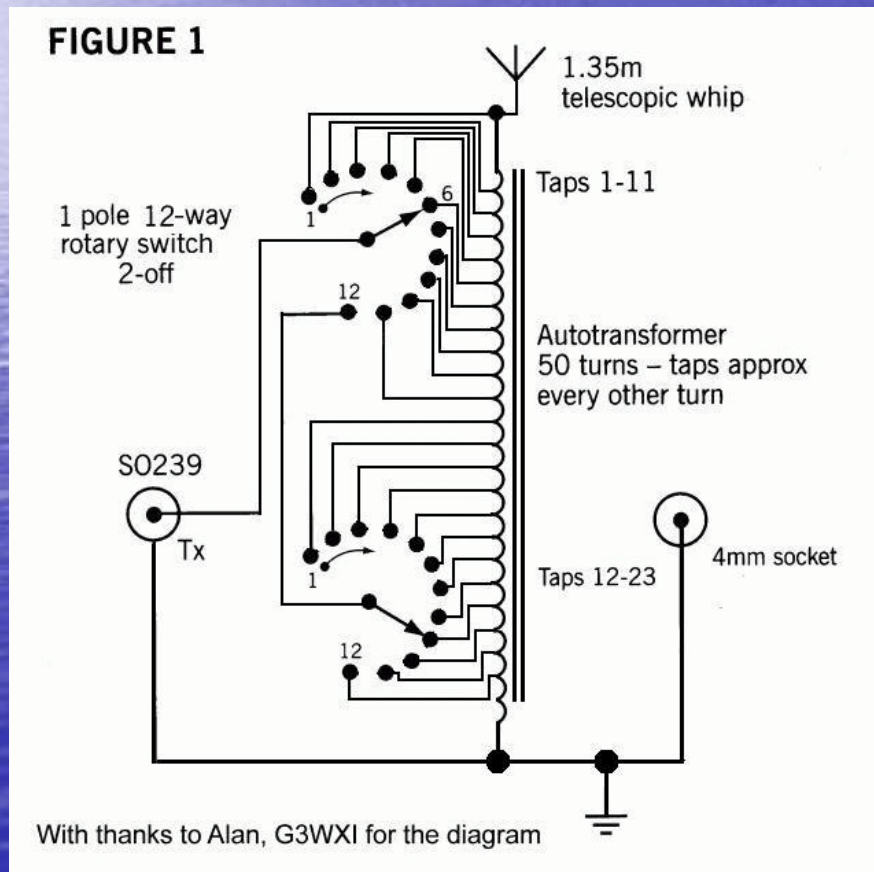 FIGURE 1
1.35m
telescopic whip
Taps 1-11
1 pole 12-way
rotary switch
2-off
1
6
12
Autotransformer
50 turns – taps approx
every other turn
SO239
Tx
1
12
Taps 12-23
4mm socket
With thanks to Alan, G3WXI for the diagram